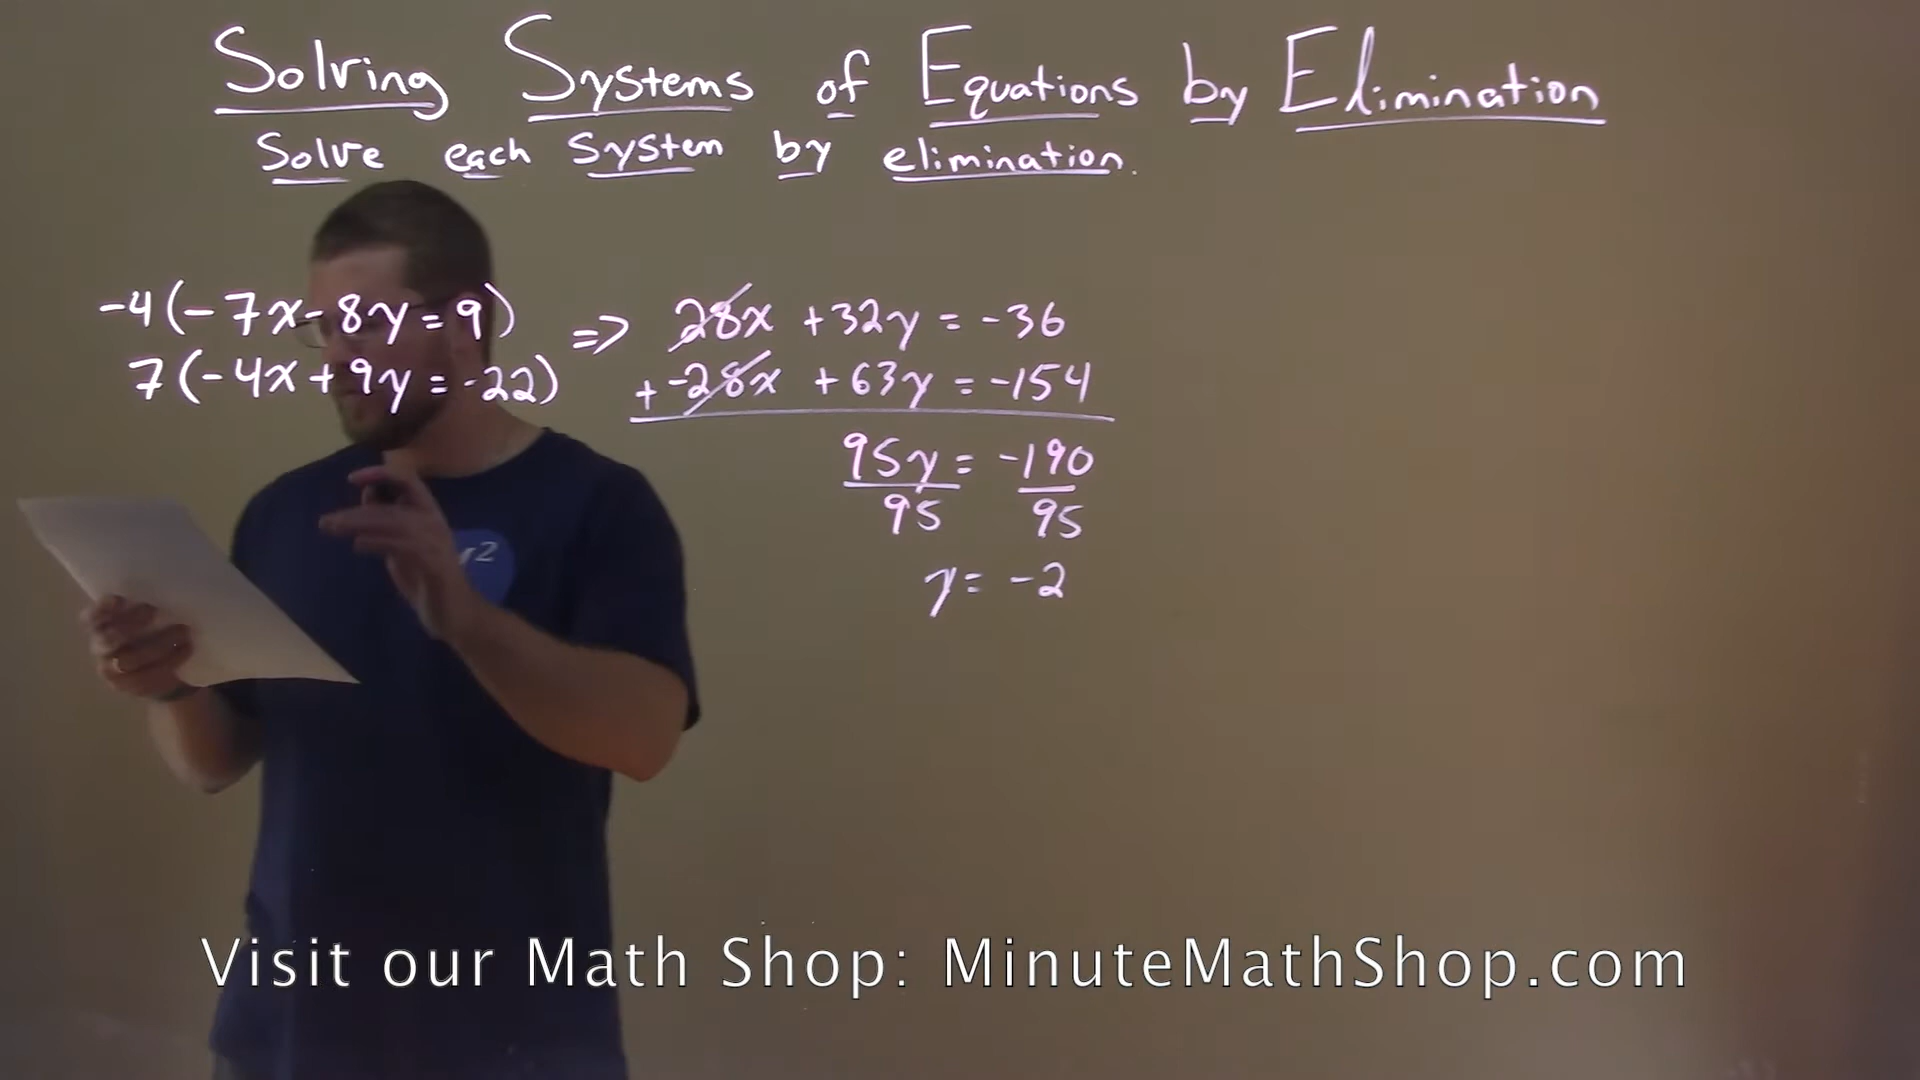 Solving Systems of Equations by Elimination
Solve each system by elimination.
-4(-7x-8y=9) => 28x +32y = -36
7(-4x+9y=-22) + -28x +63y = -154
95y = -190
95 95
y = -2
Visit our Math Shop: MinuteMathShop.com